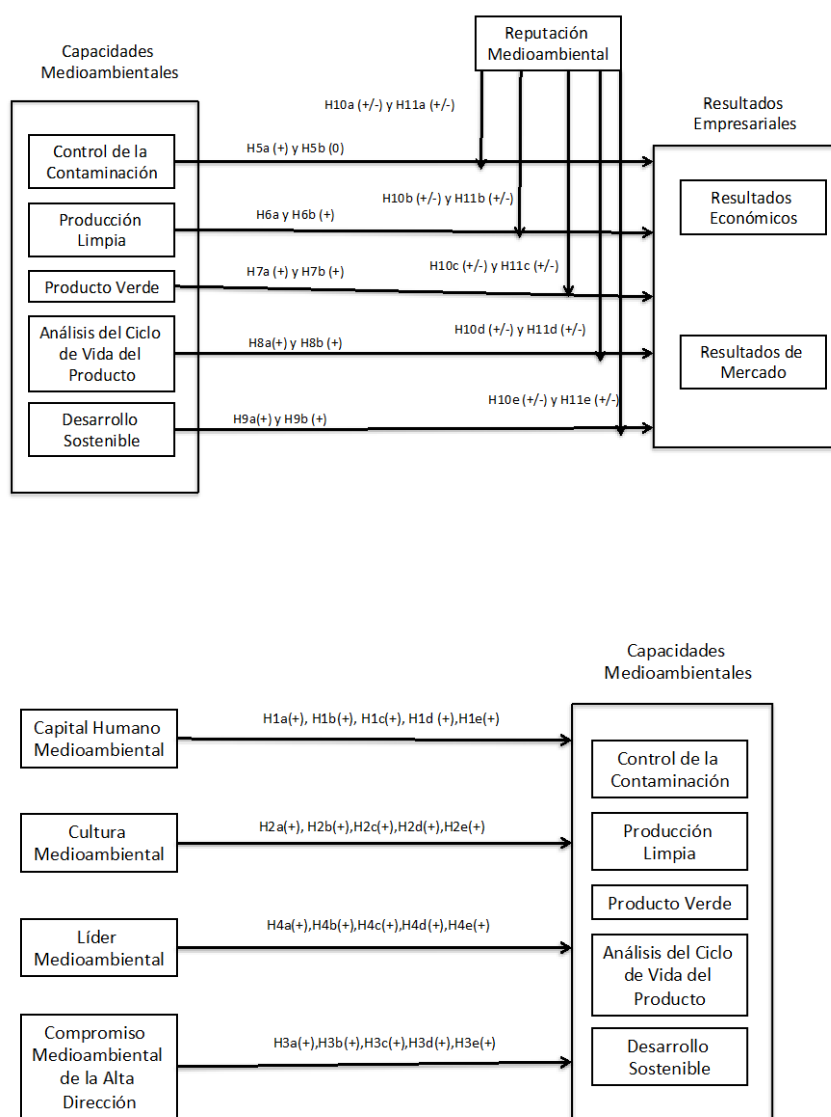 Reputación
Medioambiental
Capacidades
Medioambientales
H10a (+/-) y H11a (+/-)
Resultados
Empresariales
Control de la
Contaminación
H5a (+) y H5b (0)
Producción
Limpia
H6a y H6b (+)
H10b (+/-) y H11b (+/-)
Resultados
Económicos
Producto Verde
H7a (+) y H7b (+)
H10c (+/-) y H11c (+/-)
Análisis del Ciclo
de Vida del
Producto
H8a(+) y H8b (+)
H10d (+/-) y H11d (+/-)
Resultados de
Mercado
Desarrollo
Sostenible
H9a(+) y H9b (+)
H10e (+/-) y H11e (+/-)
Capacidades
Medioambientales
Capital Humano
Medioambiental
H1a(+), H1b(+), H1c(+), H1d (+),H1e(+)
Control de la
Contaminación
Cultura
Medioambiental
H2a(+), H2b(+),H2c(+),H2d(+),H2e(+)
Producción
Limpia
Producto Verde
Líder
Medioambiental
H4a(+),H4b(+),H4c(+),H4d(+),H4e(+)
Análisis del Ciclo
de Vida del
Producto
Compromiso
Medioambiental
de la Alta
Dirección
H3a(+),H3b(+),H3c(+),H3d(+),H3e(+)
Desarrollo
Sostenible